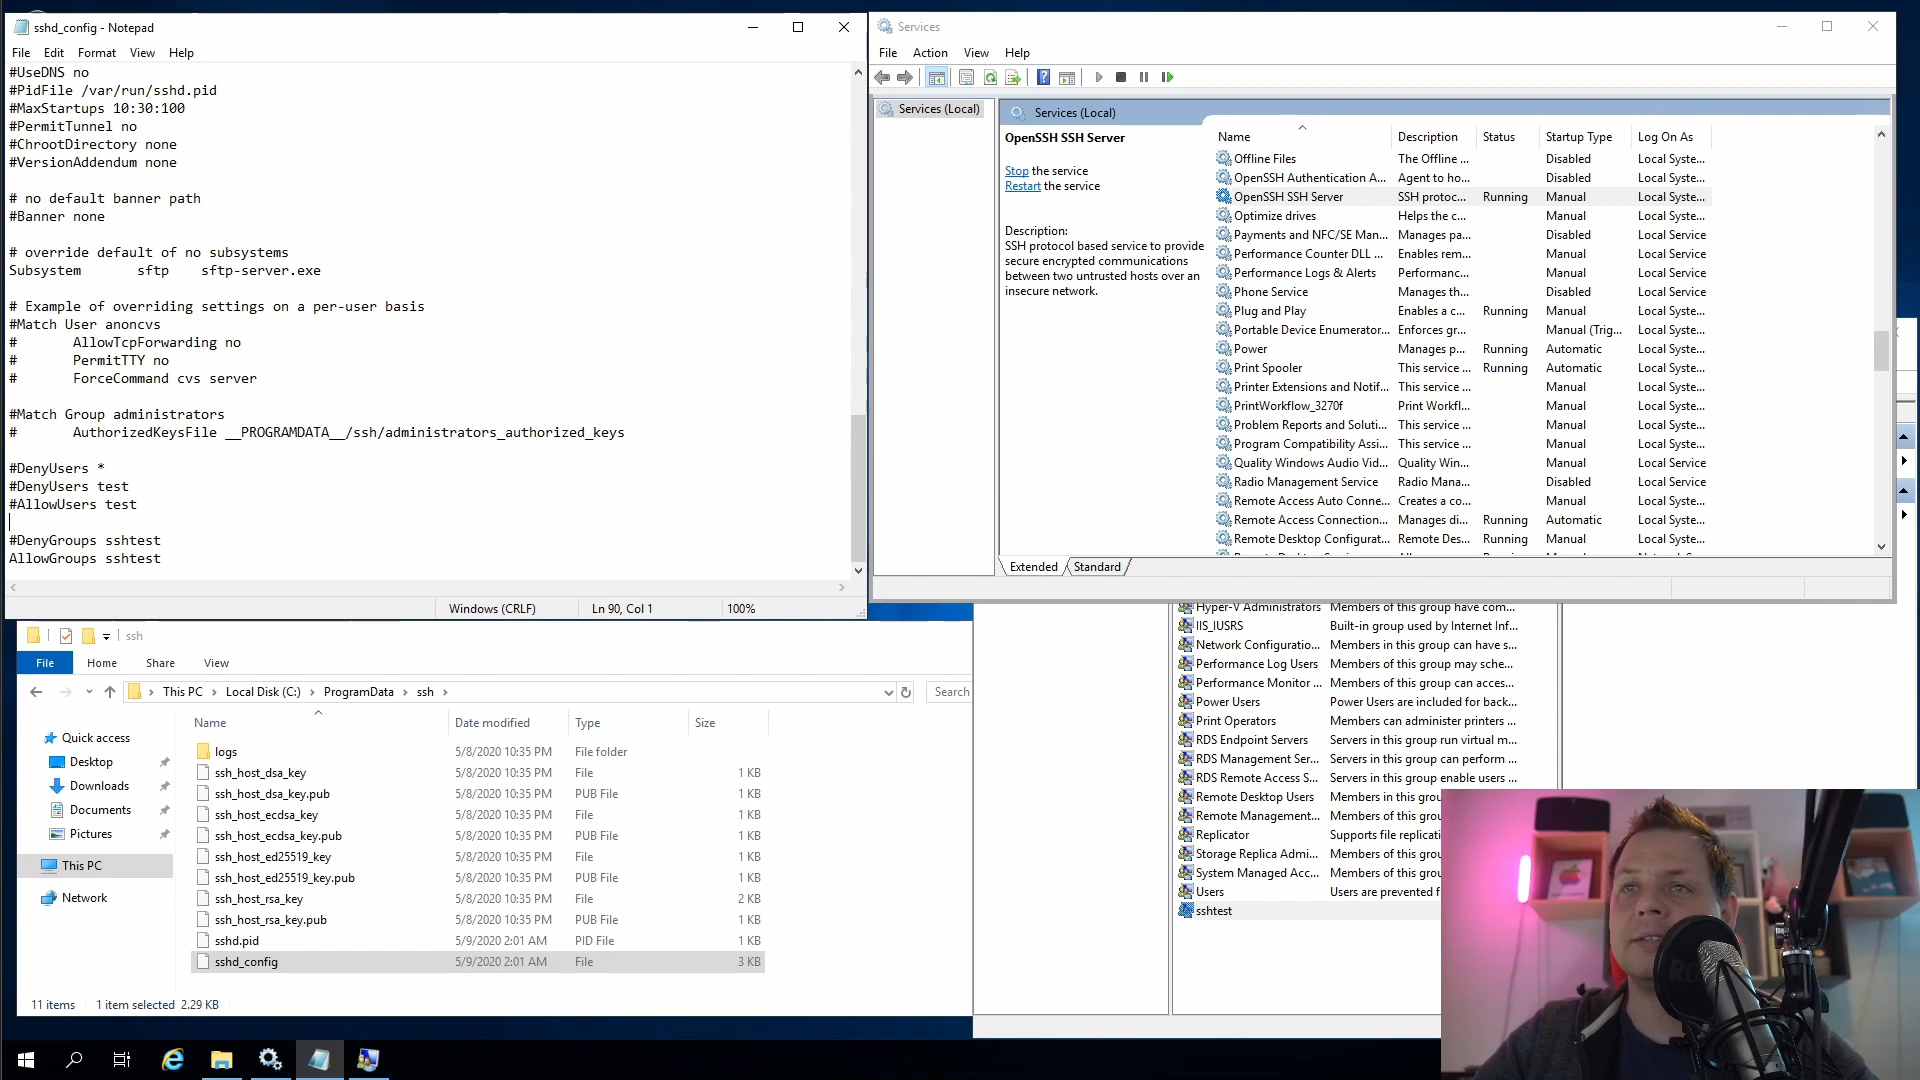 sshd_config - Notepad
File Edit Format View Help
#UseDNS no
#PidFile /var/run/sshd.pid
#MaxStartups 10:30:100
#PermitTunnel no
#ChrootDirectory none
#VersionAddendum none
# no default banner path
#Banner none
# override default of no subsystems
Subsystem sftp sftp-server.exe
# Example of overriding settings on a per-user basis
#Match User anoncvs
# AllowTcpForwarding no
# PermitTTY no
# ForceCommand cvs server
#Match Group administrators
# AuthorizedKeysFile __PROGRAMDATA__/ssh/administrators_authorized_keys
#DenyUsers *
#DenyUsers test
#AllowUsers test
#DenyGroups sshtest
AllowGroups sshtest
Windows (CRLF) Ln 90, Col 1 100%
Services
File Action View Help
Services (Local)
Services (Local)
OpenSSH SSH Server
Stop the service
Restart the service
Description:
SSH protocol based service to provide
secure encrypted communications
between two untrusted hosts over an
insecure network.
Name Description Status Startup Type Log On As
Offline Files The Offline ... Disabled Local Syste...
OpenSSH Authentication A... Agent to ho... Disabled Local Syste...
OpenSSH SSH Server SSH protoc... Running Manual Local Syste...
Optimize drives Helps the c... Manual Local Syste...
Payments and NFC/SE Man... Manages pa... Disabled Local Service
Performance Counter DLL ... Enables rem... Manual Local Service
Performance Logs & Alerts Performanc... Manual Local Service
Phone Service Manages th... Disabled Local Service
Plug and Play Enables a c... Running Manual Local Syste...
Portable Device Enumerator... Enforces gr... Manual (Trig... Local Syste...
Power Manages p... Running Automatic Local Syste...
Print Spooler This service ... Running Automatic Local Syste...
Printer Extensions and Notif... This service ... Manual Local Syste...
PrintWorkflow_3270f Print Workfl... Manual Local Syste...
Problem Reports and Soluti... This service ... Manual Local Syste...
Program Compatibility Assi... This service ... Manual Local Syste...
Quality Windows Audio Vid... Quality Win... Manual Local Service
Radio Management Service Radio Mana... Disabled Local Service
Remote Access Auto Conne... Creates a co... Manual Local Syste...
Remote Access Connection... Manages di... Running Automatic Local Syste...
Remote Desktop Configurat... Remote Des... Running Manual Local Syste...
Extended Standard
ssh
File Home Share View
This PC Local Disk (C:) ProgramData ssh
Search
Quick access
Desktop
Downloads
Documents
Pictures
This PC
Network
Name Date modified Type Size
logs 5/8/2020 10:35 PM File folder
ssh_host_dsa_key 5/8/2020 10:35 PM File 1 KB
ssh_host_dsa_key.pub 5/8/2020 10:35 PM PUB File 1 KB
ssh_host_ecdsa_key 5/8/2020 10:35 PM File 1 KB
ssh_host_ecdsa_key.pub 5/8/2020 10:35 PM PUB File 1 KB
ssh_host_ed25519_key 5/8/2020 10:35 PM File 1 KB
ssh_host_ed25519_key.pub 5/8/2020 10:35 PM PUB File 1 KB
ssh_host_rsa_key 5/8/2020 10:35 PM File 2 KB
ssh_host_rsa_key.pub 5/8/2020 10:35 PM PUB File 1 KB
sshd.pid 5/9/2020 2:01 AM PID File 1 KB
sshd_config 5/9/2020 2:01 AM File 3 KB
11 items 1 item selected 2.29 KB
Hyper-V Administrators Members of this group have com...
IIS_IUSRS Built-in group used by Internet Inf...
Network Configuratio... Members in this group can have s...
Performance Log Users Members of this group may sche...
Performance Monitor ... Members of this group can acces...
Power Users Power Users are included for back...
Print Operators Members can administer printers ...
RDS Endpoint Servers Servers in this group run virtual m...
RDS Management Ser... Servers in this group can perform ...
RDS Remote Access S... Servers in this group enable users ...
Remote Desktop Users Members in this grou
Remote Management... Members of this grou
Replicator Supports file replicati
Storage Replica Admi... Members of this grou
System Managed Acc... Members of this grou
Users Users are prevented f
sshtest